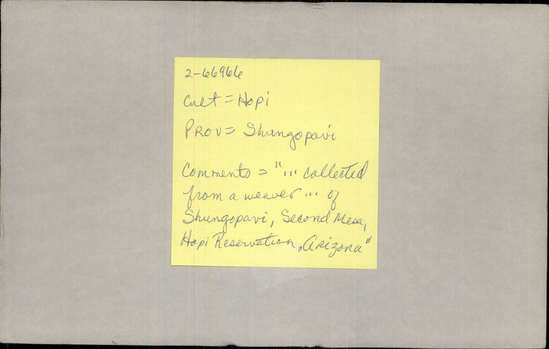 2-66966
Cult = Hopi
Prov = Shungopavi
Comments = "... collected
from a weaver ... of
Shungopavi, Second Mesa,
Hopi Reservation, Arizona"